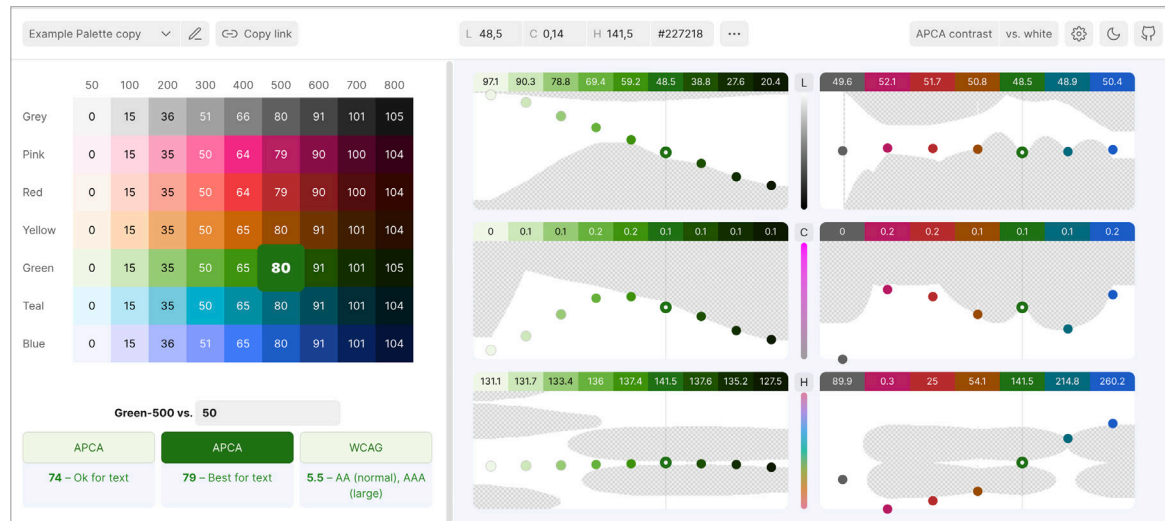 Example Palette copy Copy link L 48,5 C 0,14 H 141,5 #227218 ... APCA contrast vs. white
50 100 200 300 400 500 600 700 800
Grey 0 15 36 51 66 80 91 101 105
Pink 0 15 35 50 64 79 90 100 104
Red 0 15 35 50 64 79 90 100 104
Yellow 0 15 35 50 65 80 91 101 104
Green 0 15 35 50 65 80 91 101 105
Teal 0 15 35 50 65 80 91 101 104
Blue 0 15 36 51 65 80 91 101 104
Green-500 vs. 50
APCA APCA WCAG
74 – Ok for text 79 – Best for text 5.5 – AA (normal), AAA
(large)
97.1 90.3 78.8 69.4 59.2 48.5 38.8 27.6 20.4 L 49.6 52.1 51.7 50.8 48.5 48.9 50.4
0 0.1 0.1 0.2 0.2 0.1 0.1 0.1 0.1 C 0 0.2 0.2 0.1 0.1 0.1 0.2
131.1 131.7 133.4 136 137.4 141.5 137.6 135.2 127.5 H 89.9 0.3 25 54.1 141.5 214.8 260.2